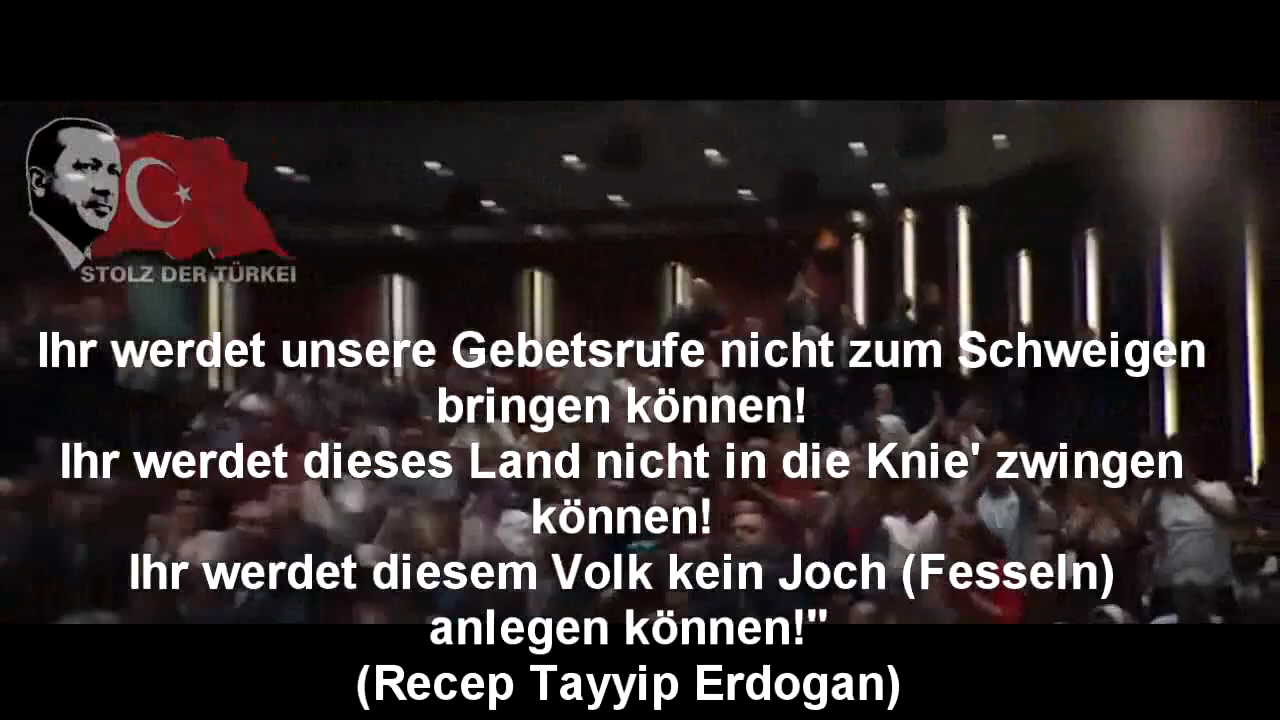 STOLZ DER TÜRKEI
Ihr werdet unsere Gebetsrufe nicht zum Schweigen
bringen können!
Ihr werdet dieses Land nicht in die Knie' zwingen
können!
Ihr werdet diesem Volk kein Joch (Fesseln)
anlegen können!"
(Recep Tayyip Erdogan)